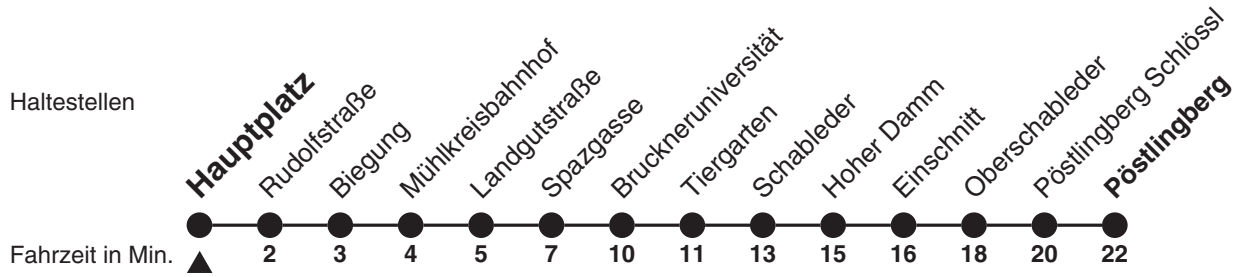 Haltestellen
Hauptplatz
Rudolfstraße
Biegung
Mühlkreisbahnhof
Landgutstraße
Spazgasse
Bruckneruniversität
Tiergarten
Schableder
Hoher Damm
Einschnitt
Oberschableder
Pöstlingberg Schlössl
Pöstlingberg
Fahrzeit in Min. 2 3 4 5 7 10 11 13 15 16 18 20 22